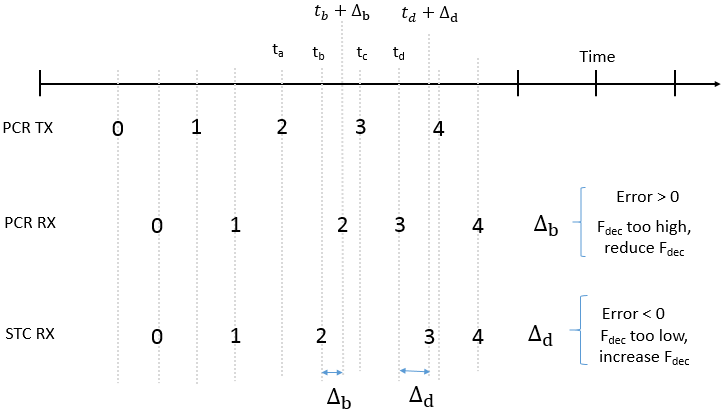 t_b + Δ_b t_d + Δ_d
t_a t_b t_c t_d Time
PCR TX 0 1 2 3 4
PCR RX 0 1 2 3 4
Δ_b
Error > 0
F_dec too high,
reduce F_dec
STC RX 0 1 2 3 4
Δ_d
Error < 0
F_dec too low,
increase F_dec
Δ_b Δ_d